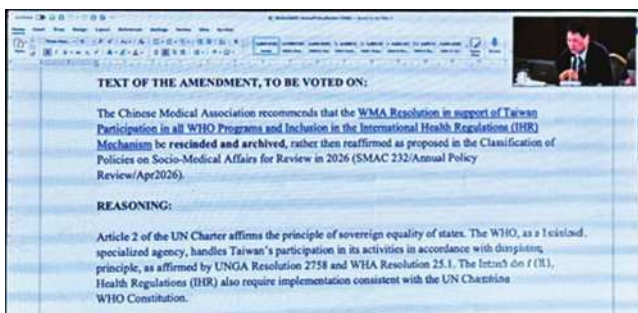 TEXT OF THE AMENDMENT, TO BE VOTED ON:
The Chinese Medical Association recommends that the WMA Resolution in support of Taiwan
Participation in all WHO Programs and Inclusion in the International Health Regulations (IHR)
Mechanism be rescinded and archived, rather then reaffirmed as proposed in the Classification of
Policies on Socio-Medical Affairs for Review in 2026 (SMAC 232/Annual Policy
Review/Apr2026).
REASONING:
Article 2 of the UN Charter affirms the principle of sovereign equality of states. The WHO, as a
specialized agency, handles Taiwan's participation in its activities in accordance with
principle, as affirmed by UNGA Resolution 2758 and WHA Resolution 25.1. The
Health Regulations (IHR) also require implementation consistent with the UN
WHO Constitution.